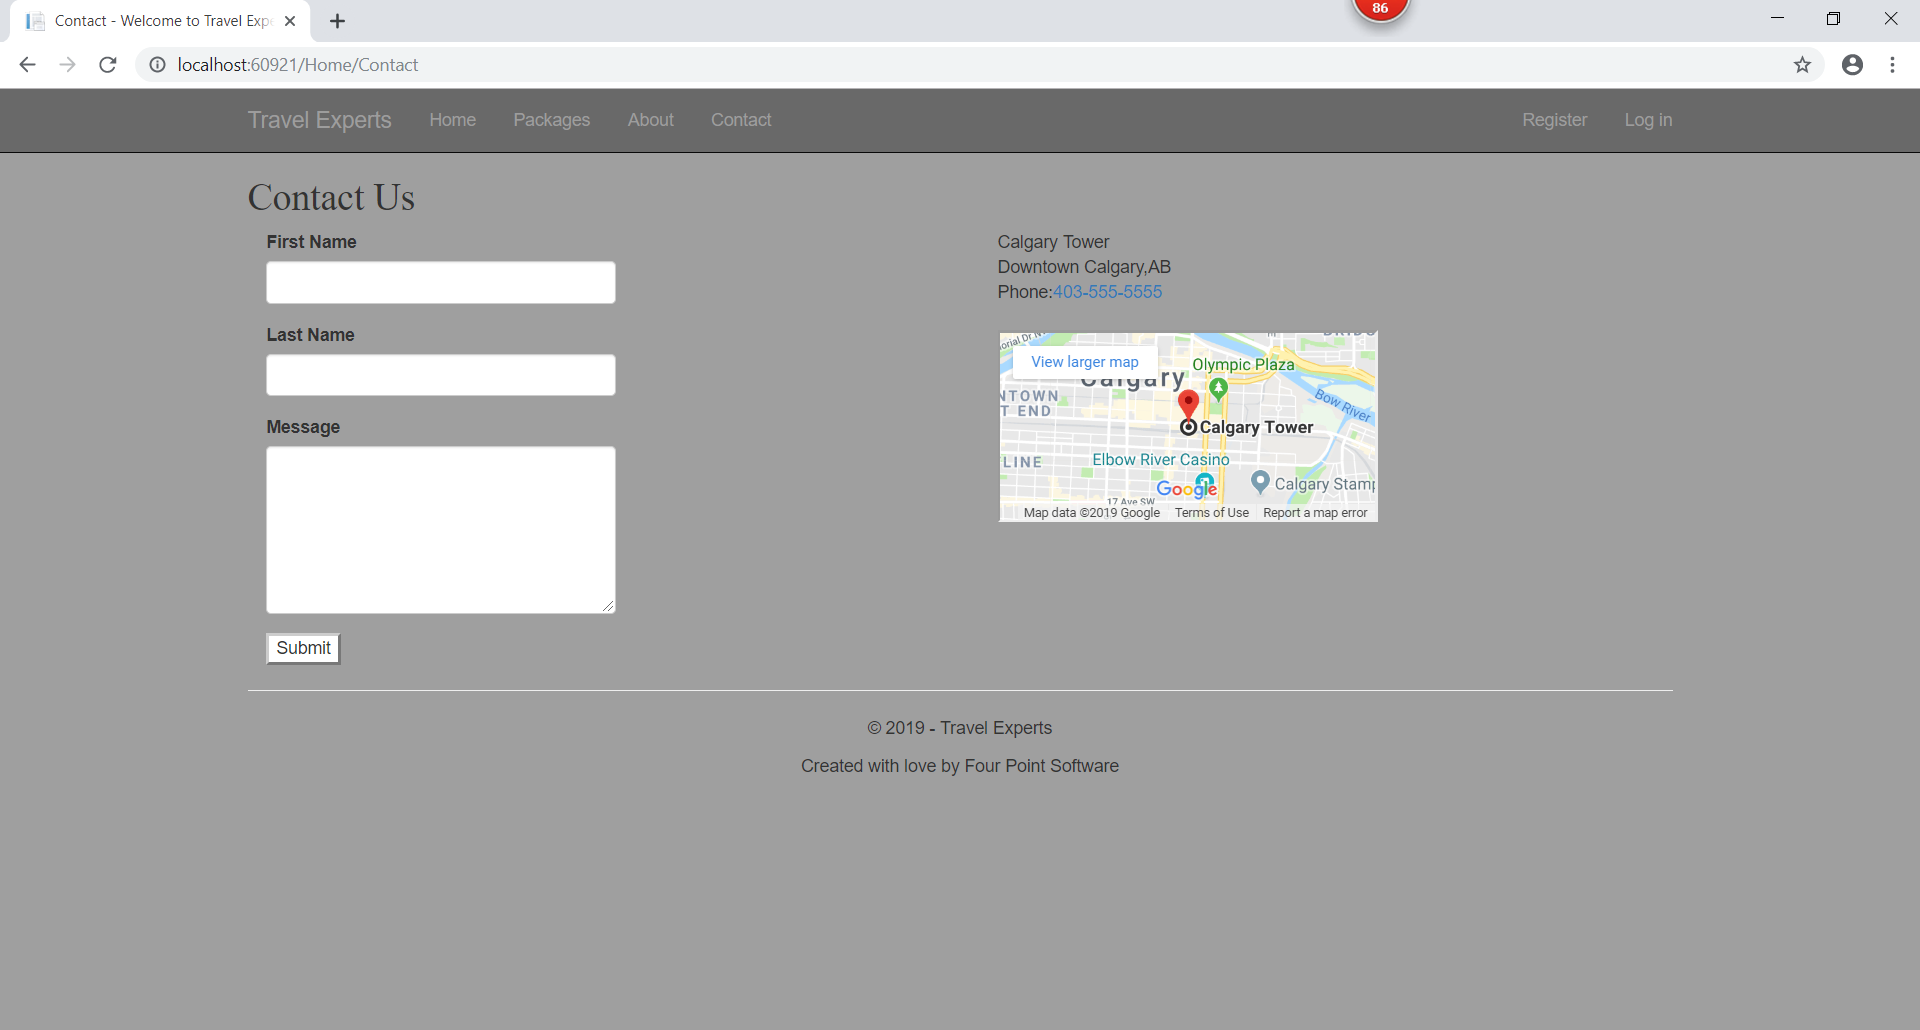 Contact - Welcome to Travel Exp
86
localhost:60921/Home/Contact
Travel Experts Home Packages About Contact Register Log in
Contact Us
First Name
Last Name
Message
Submit
Calgary Tower
Downtown Calgary,AB
Phone:403-555-5555
View larger map
Olympic Plaza
Calgary
NTOWN
T END
Bow River
Calgary Tower
LINE
Elbow River Casino
Calgary Stamp
Google
17 Ave SW
Map data ©2019 Google Terms of Use Report a map error
© 2019 - Travel Experts
Created with love by Four Point Software